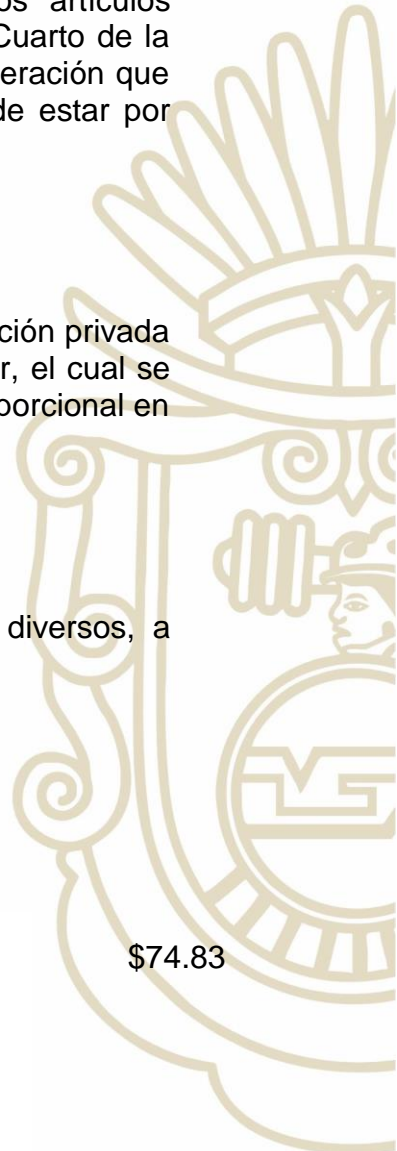 os artículos
Cuarto de la
eración que
de estar por
ción privada
r, el cual se
porcional en
diversos, a
$74.83